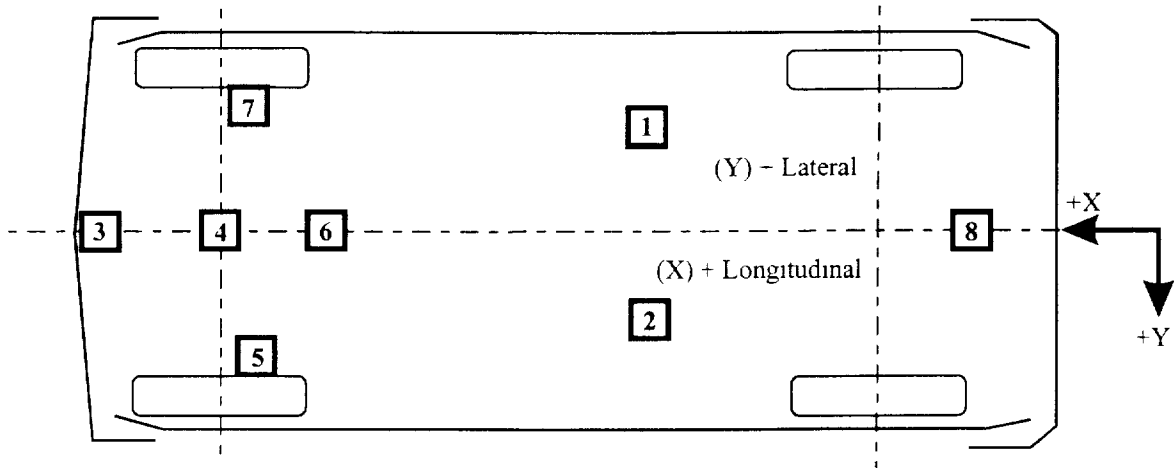 7
1
(Y) - Lateral
+X
3
4
6
8
(X) + Longitudinal
2
+Y
5